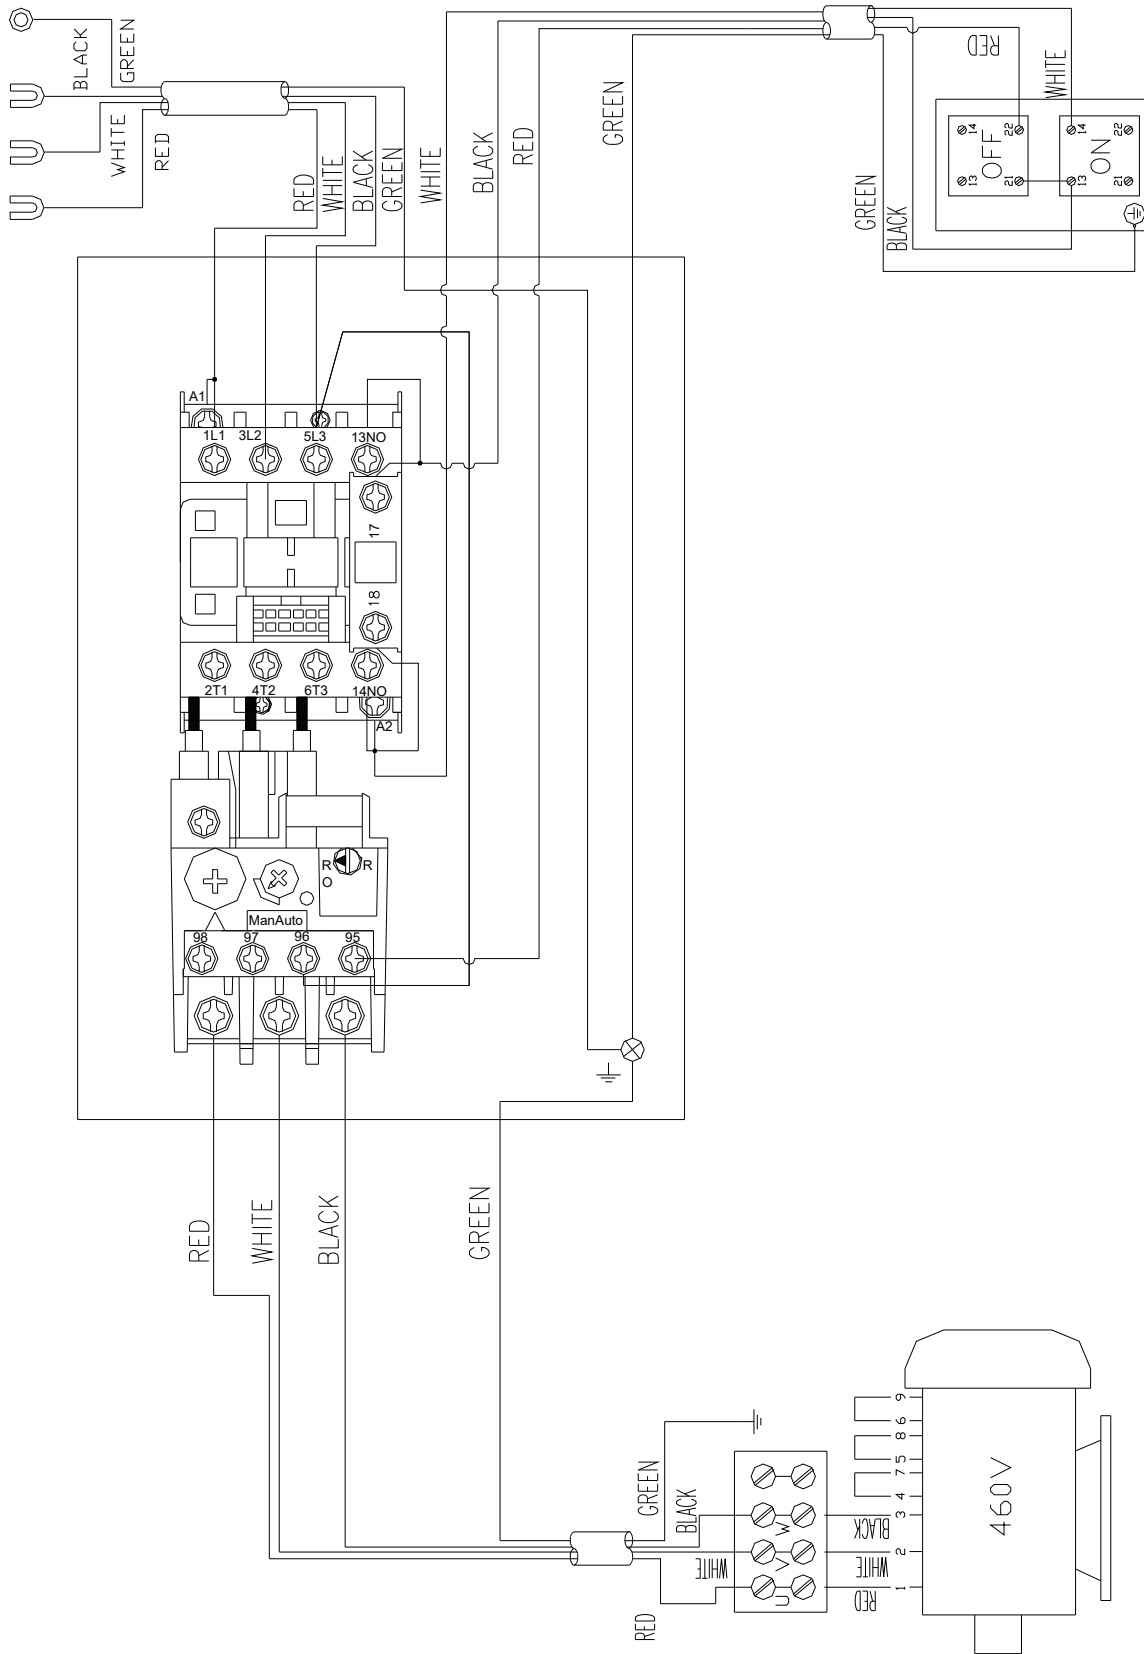 BLACK
GREEN
WHITE
RED
RED
WHITE
BLACK
GREEN
WHITE
BLACK
RED
GREEN
RED
WHITE
GREEN
BLACK
14
22
OFF
13
21
14
22
ON
13
21
A1
1L1
3L2
5L3
13NO
17
18
2T1
4T2
6T3
14NO
A2
R
R
O
ManAuto
98
97
96
95
RED
WHITE
BLACK
GREEN
GREEN
BLACK
WHITE
RED
W
V
U
BLACK
WHITE
RED
9
6
8
5
7
4
3
2
1
460V